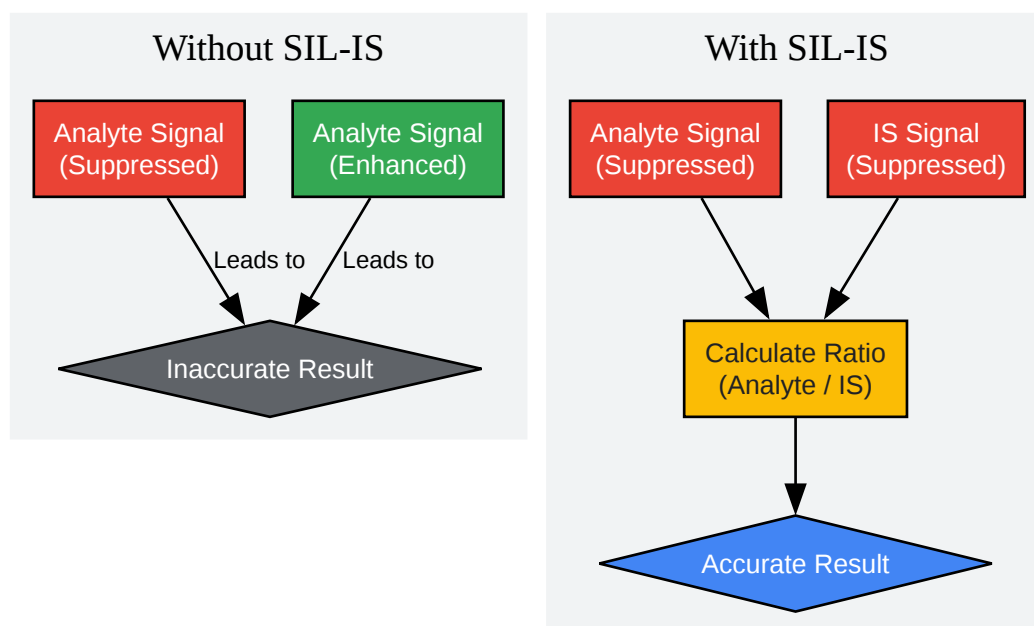 Without SIL-IS
Analyte Signal
(Suppressed)
Analyte Signal
(Enhanced)
Leads to
Leads to
Inaccurate Result
With SIL-IS
Analyte Signal
(Suppressed)
IS Signal
(Suppressed)
Calculate Ratio
(Analyte / IS)
Accurate Result